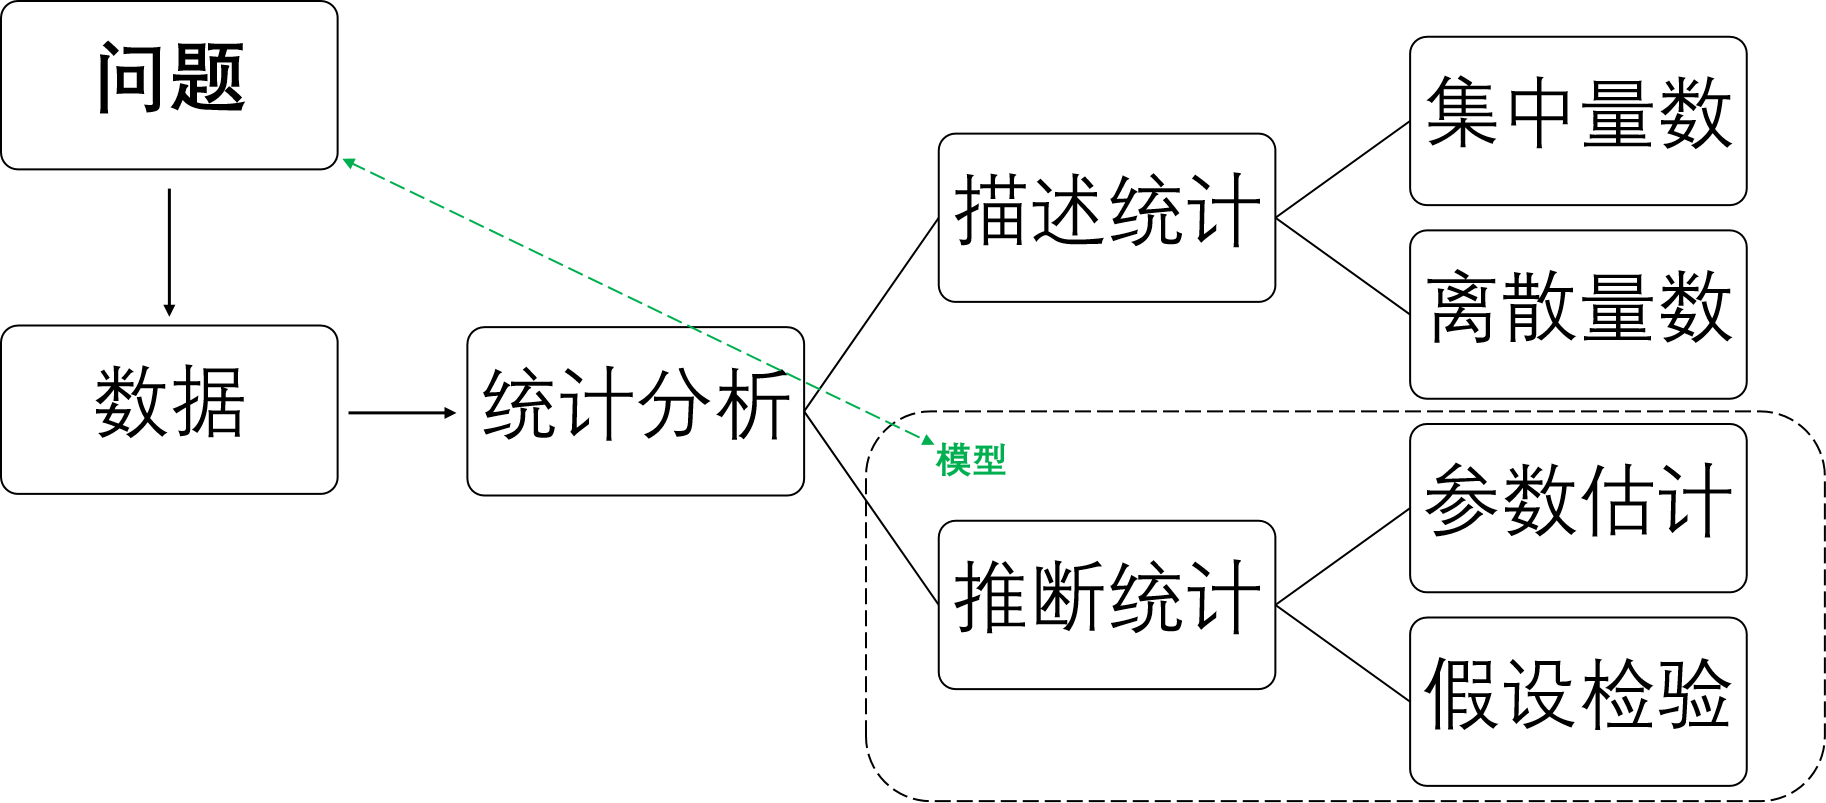 问题
数据
统计分析
描述统计
集中量数
离散量数
模型
推断统计
参数估计
假设检验